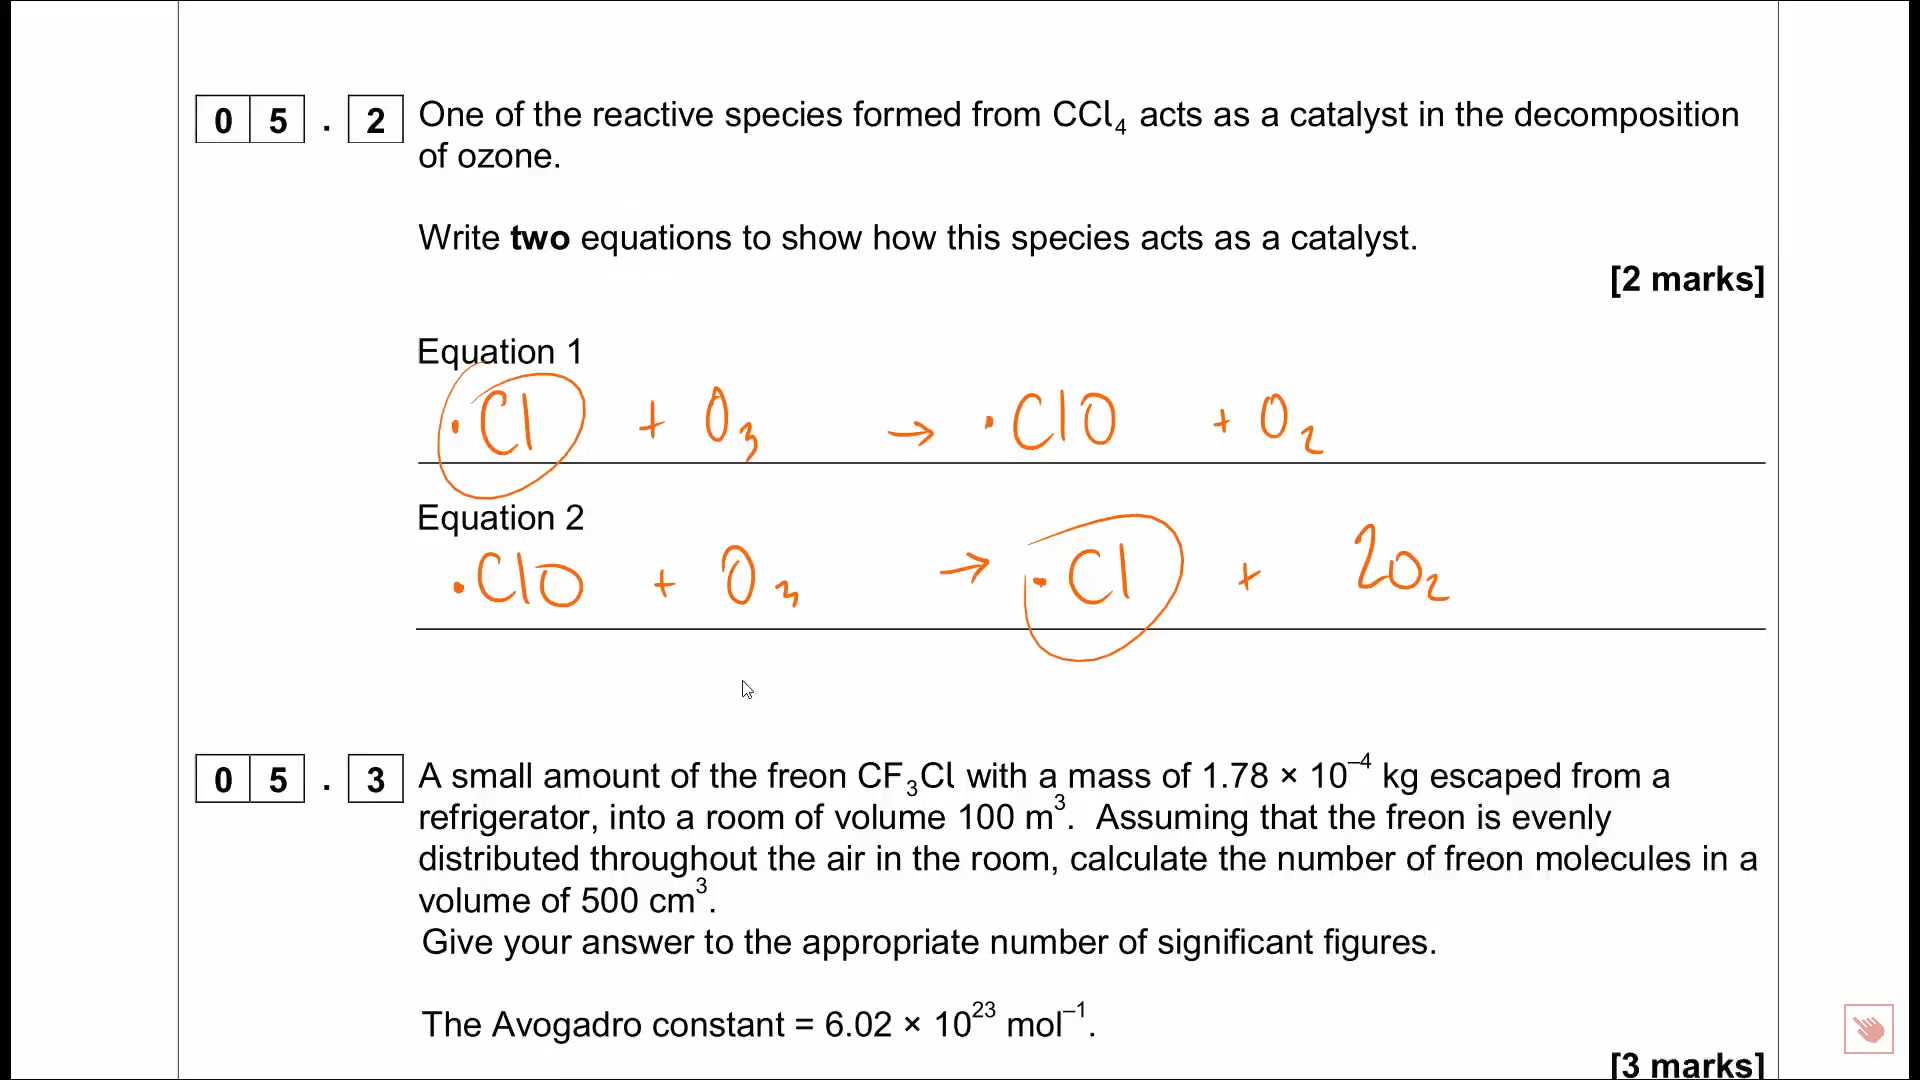 05.2 One of the reactive species formed from CCl₄ acts as a catalyst in the decomposition
of ozone.
Write two equations to show how this species acts as a catalyst.
[2 marks]
Equation 1
·Cl + O₃ → ·ClO + O₂
Equation 2
·ClO + O₃ → ·Cl + 2O₂
05.3 A small amount of the freon CF₃Cl with a mass of 1.78 × 10⁻⁴ kg escaped from a
refrigerator, into a room of volume 100 m³. Assuming that the freon is evenly
distributed throughout the air in the room, calculate the number of freon molecules in a
volume of 500 cm³.
Give your answer to the appropriate number of significant figures.
The Avogadro constant = 6.02 × 10²³ mol⁻¹.
[3 marks]